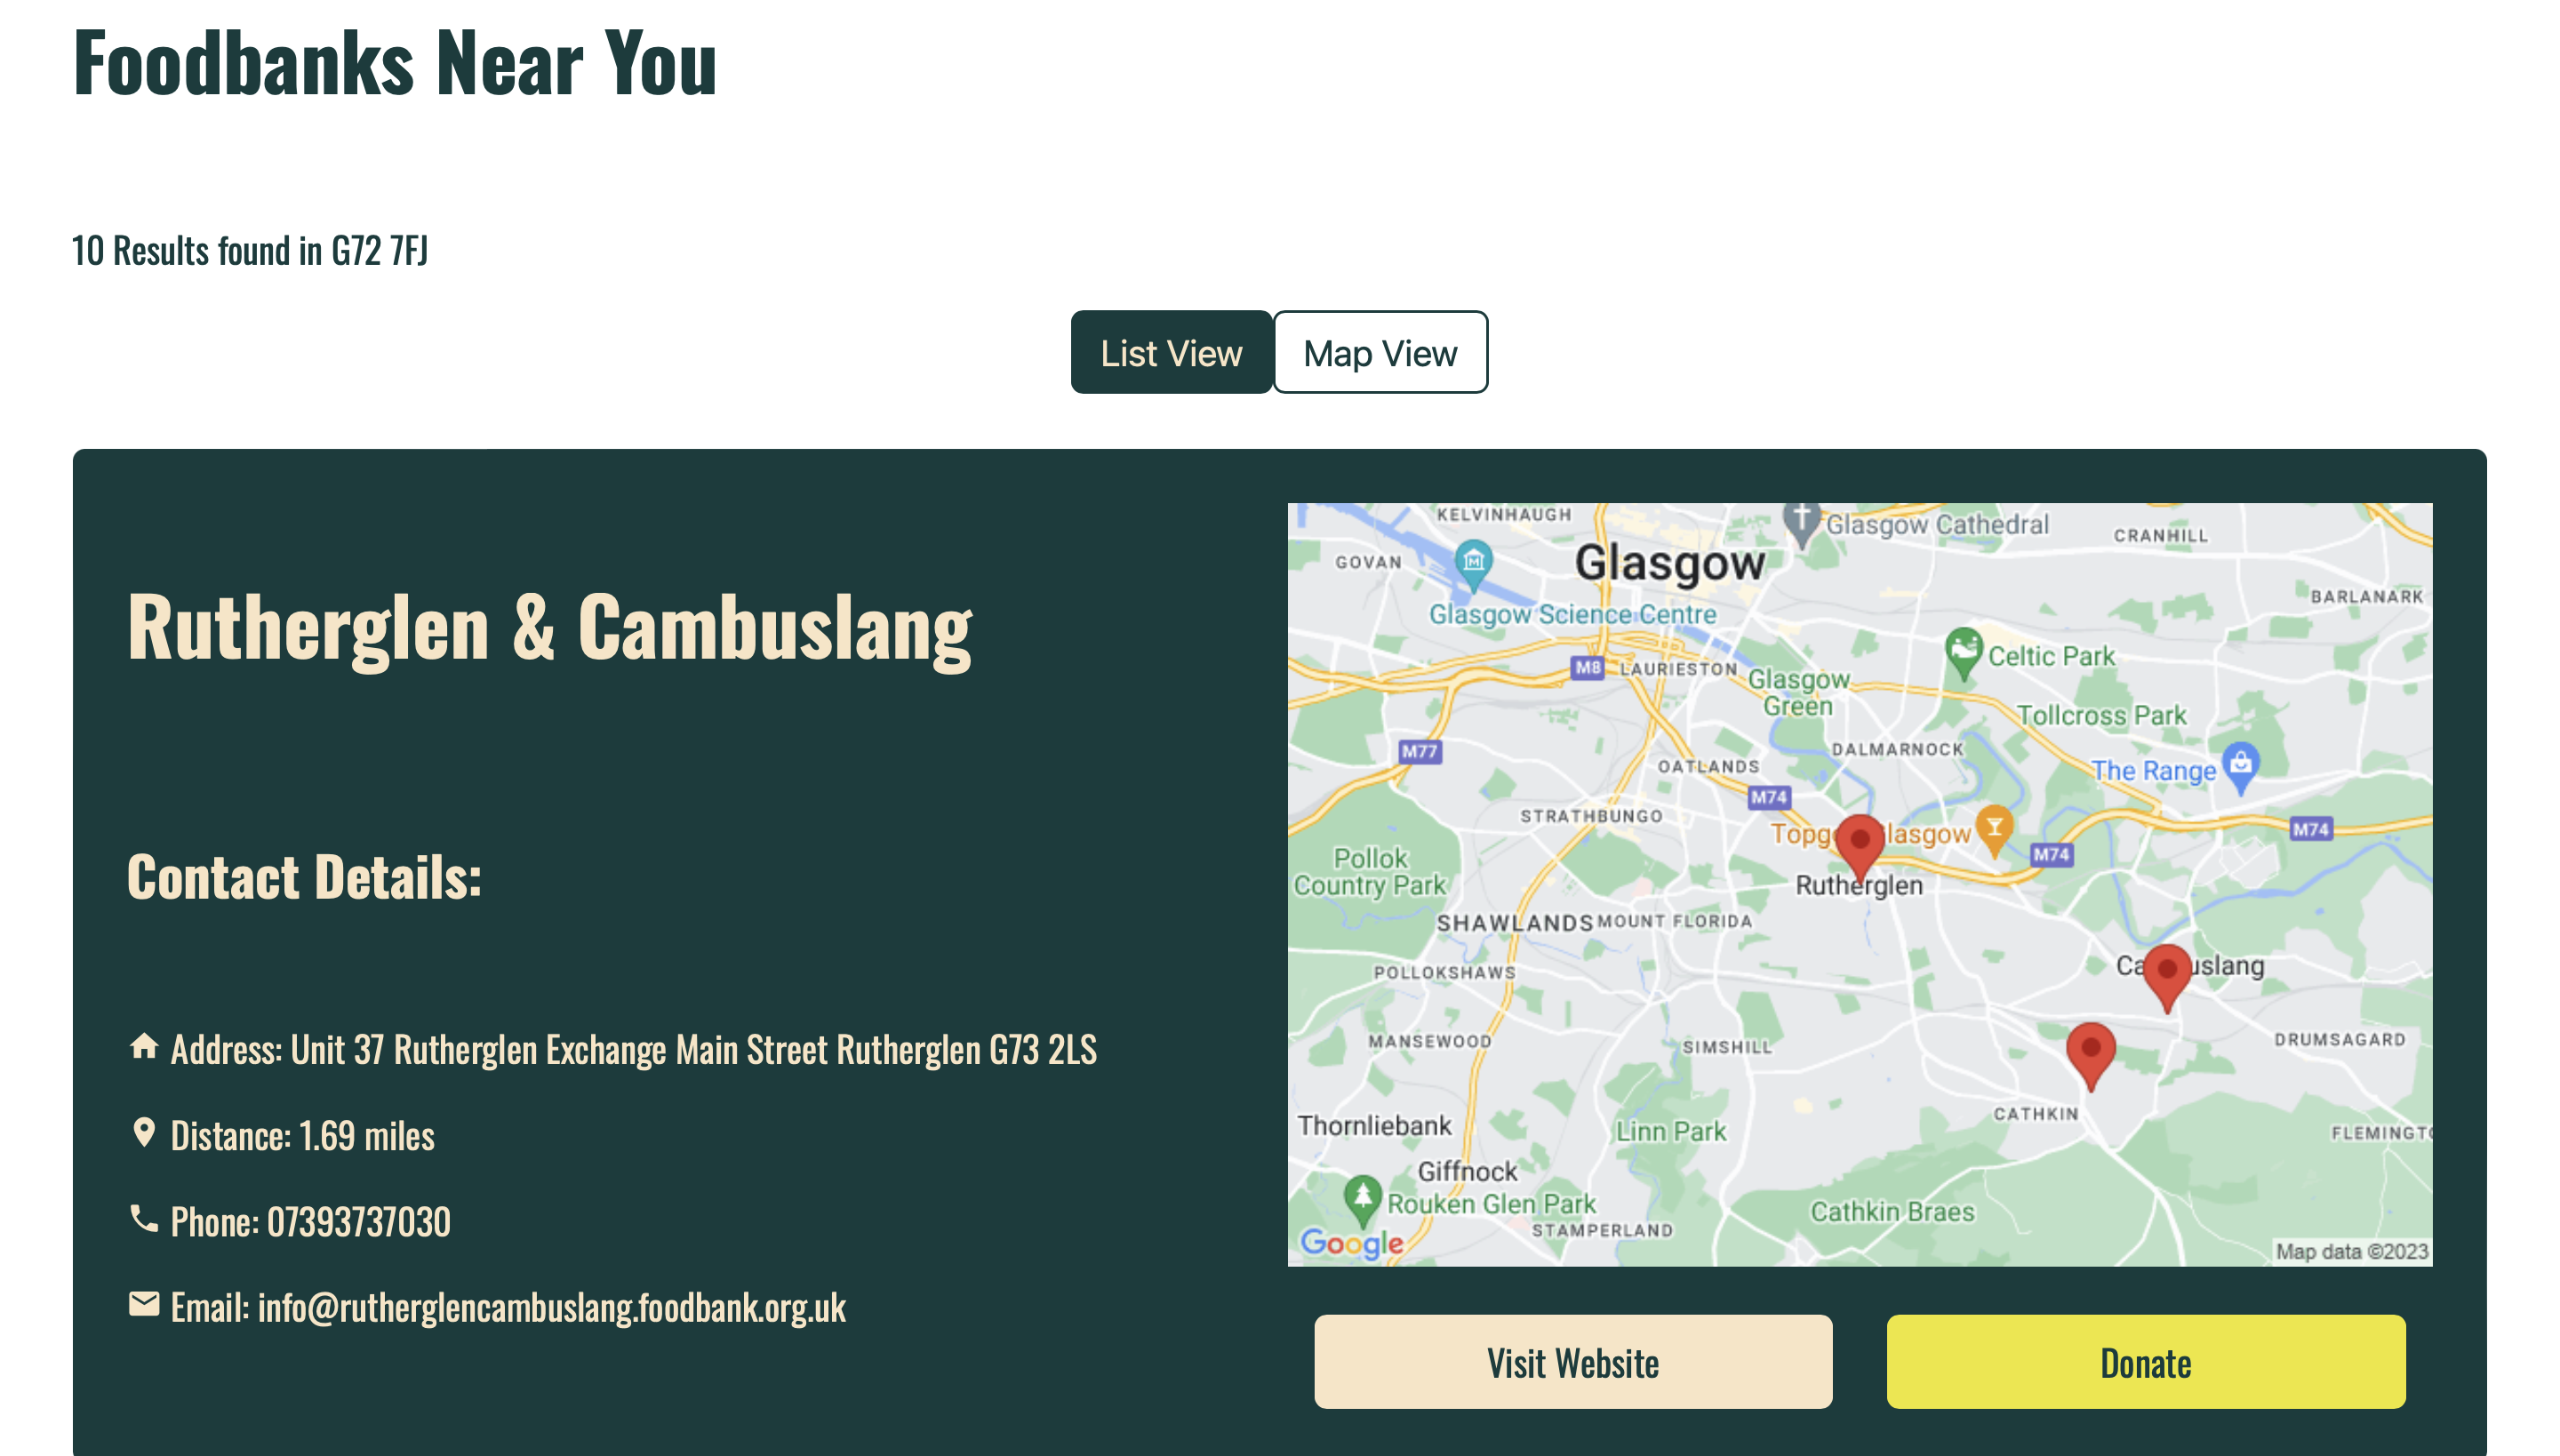 Foodbanks Near You
10 Results found in G72 7FJ
List View
Map View
Rutherglen & Cambuslang
Contact Details:
Address: Unit 37 Rutherglen Exchange Main Street Rutherglen G73 2LS
Distance: 1.69 miles
Phone: 07393737030
Email: info@rutherglencambuslang.foodbank.org.uk
KELVINHAUGH
Glasgow Cathedral
CRANHILL
GOVAN
Glasgow
BARLANARK
Glasgow Science Centre
M8
LAURIESTON
Celtic Park
Glasgow
Green
Tollcross Park
M77
DALMARNOCK
OATLANDS
The Range
M74
STRATHBUNGO
Topg lasgow
M74
M74
Pollok
Country Park
Rutherglen
SHAWLANDS
MOUNT FLORIDA
POLLOKSHAWS
Ca uslang
MANSEWOOD
SIMSHILL
DRUMSAGARD
CATHKIN
Thornliebank
Linn Park
FLEMINGTO
Giffnock
Rouken Glen Park
Cathkin Braes
STAMPERLAND
Google
Map data ©2023
Visit Website
Donate